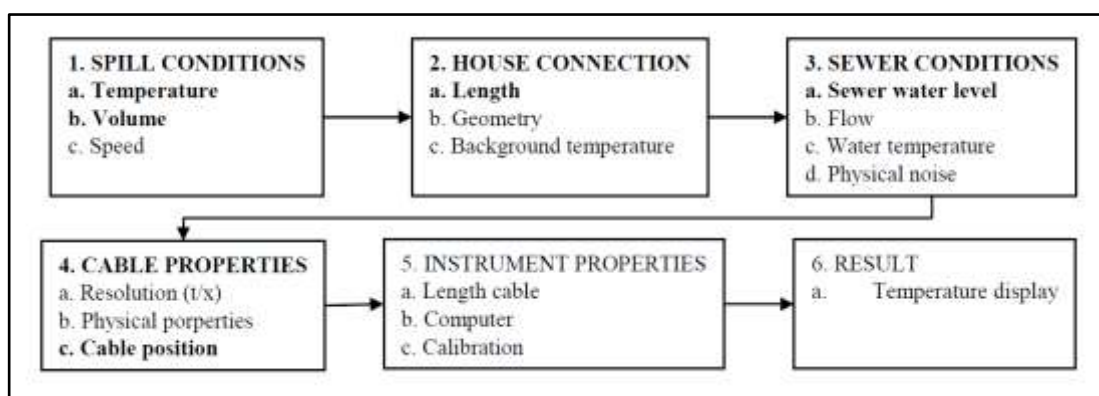 1. SPILL CONDITIONS
a. Temperature
b. Volume
c. Speed
2. HOUSE CONNECTION
a. Length
b. Geometry
c. Background temperature
3. SEWER CONDITIONS
a. Sewer water level
b. Flow
c. Water temperature
d. Physical noise
4. CABLE PROPERTIES
a. Resolution (t/x)
b. Physical porperties
c. Cable position
5. INSTRUMENT PROPERTIES
a. Length cable
b. Computer
c. Calibration
6. RESULT
a. Temperature display